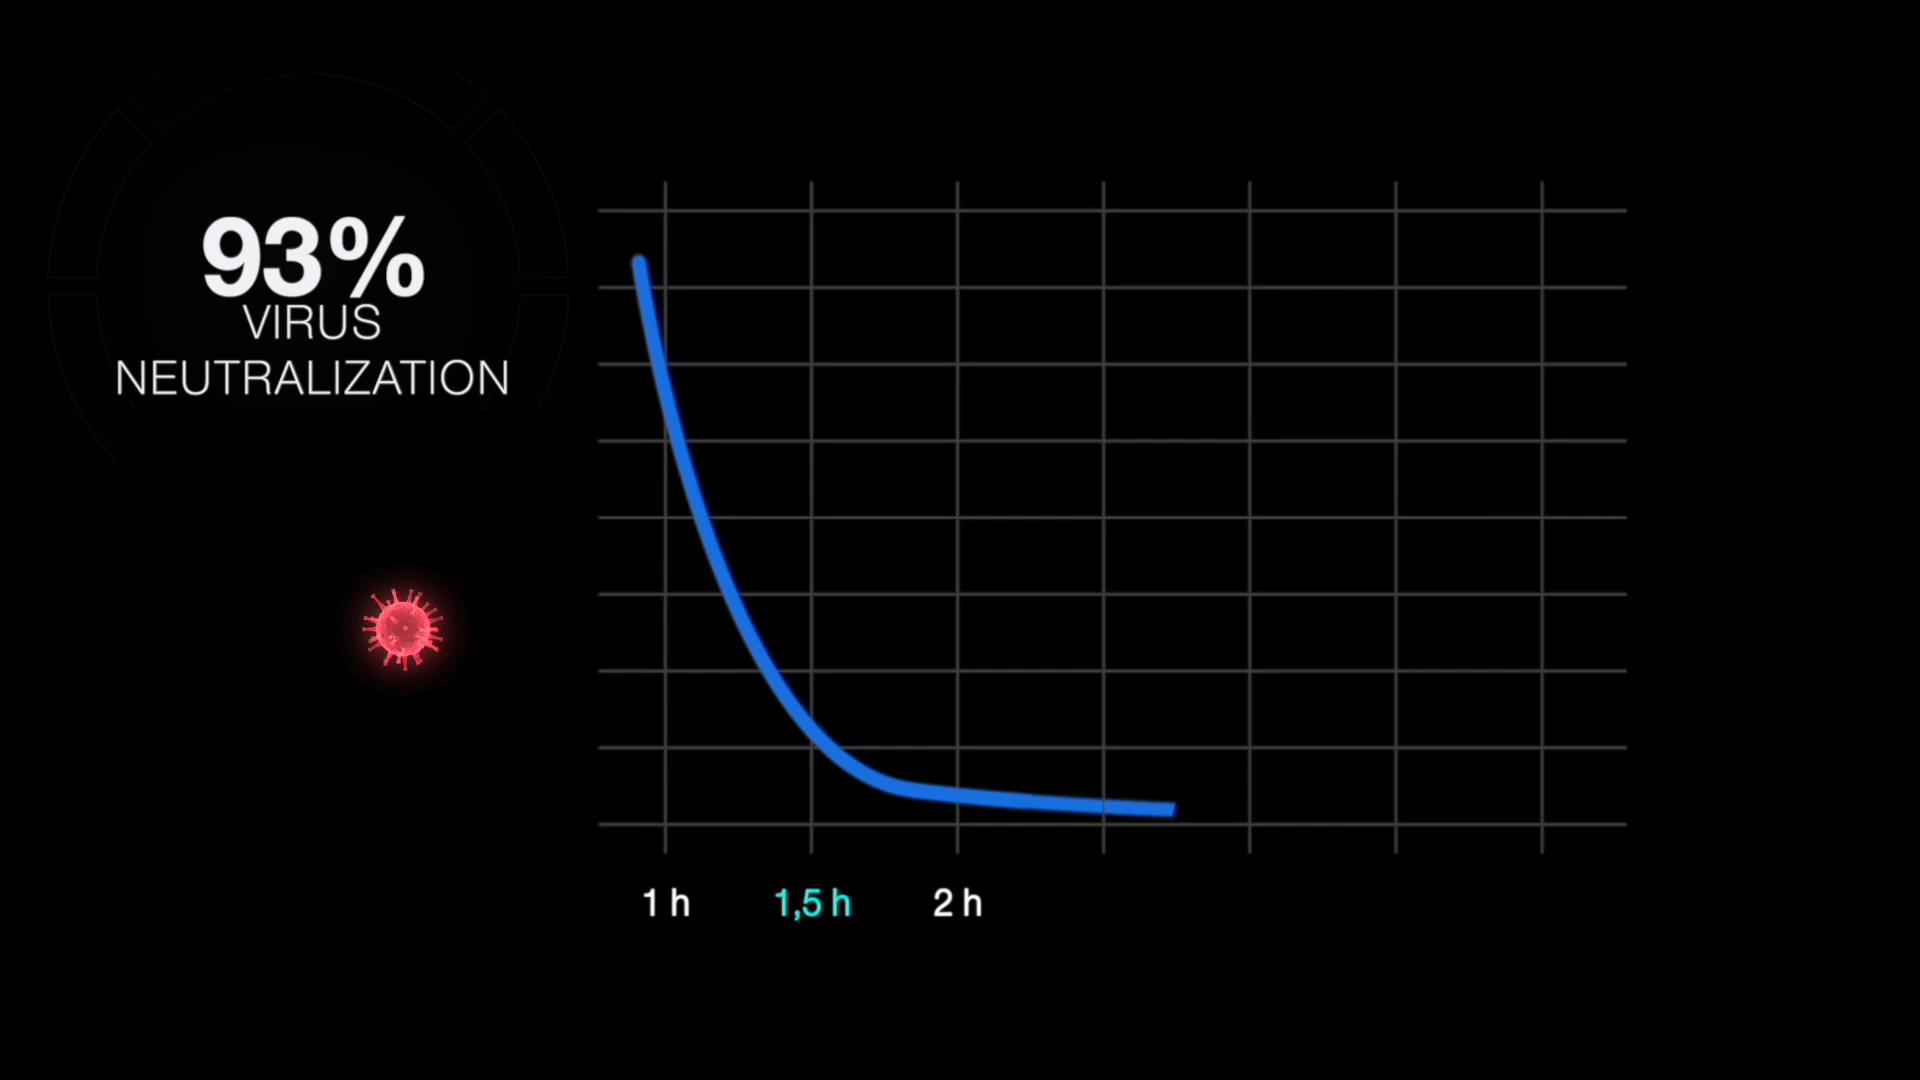 93%
VIRUS
NEUTRALIZATION
1 h
1,5 h
2 h